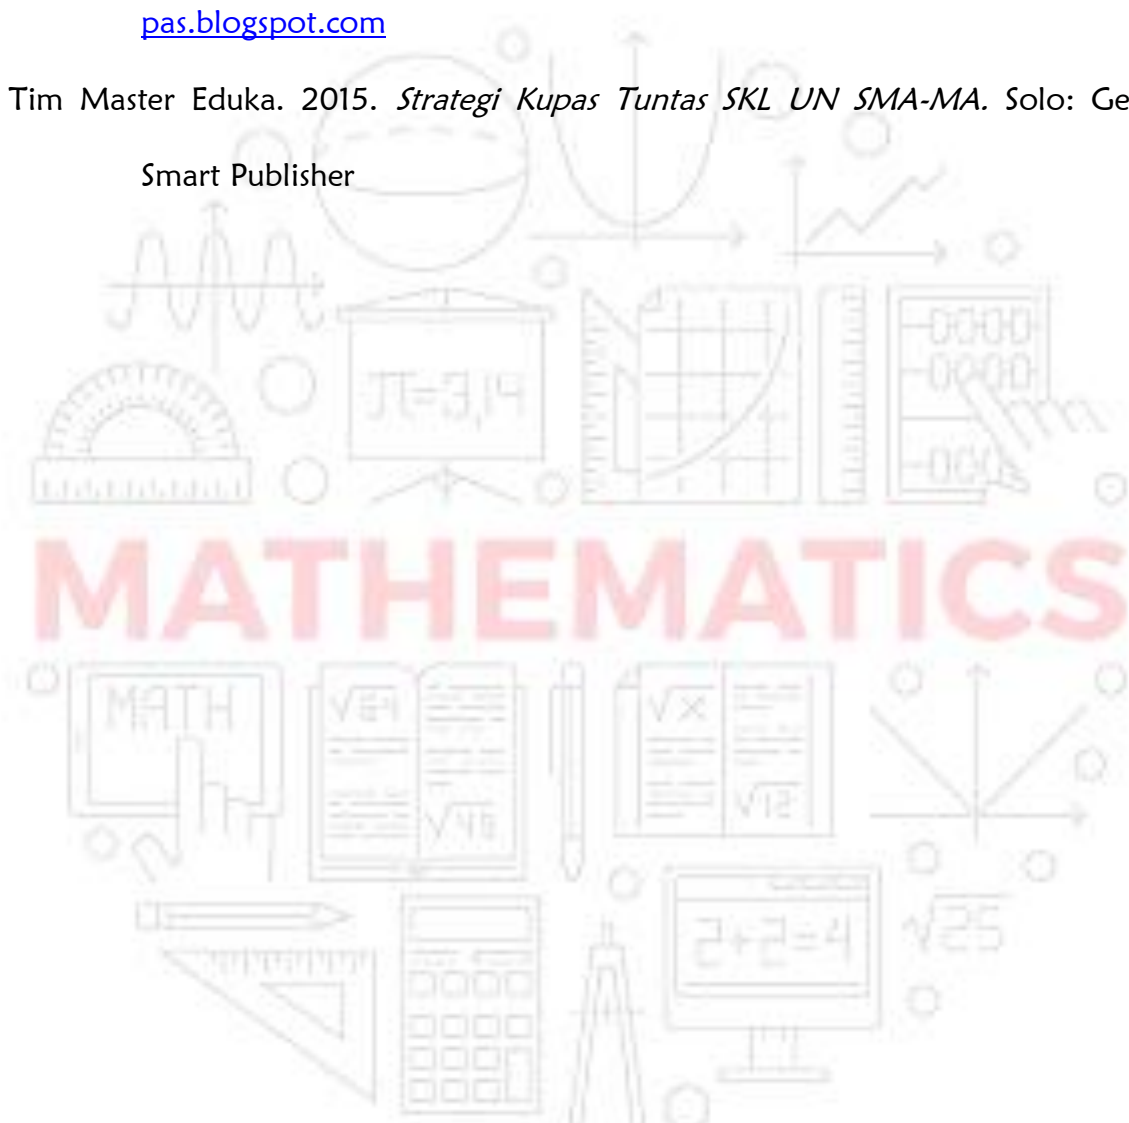 pas.blogspot.com
Tim Master Eduka. 2015. Strategi Kupas Tuntas SKL UN SMA-MA. Solo: Ge
Smart Publisher
π=3,14
MATHEMATICS
MATH
√x
√12
2+2=4
√25